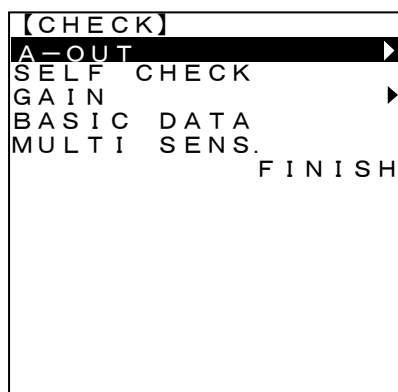 【CHECK】
A－OUT ▶
SELF CHECK
GAIN ▶
BASIC DATA
MULTI SENS.
FINISH